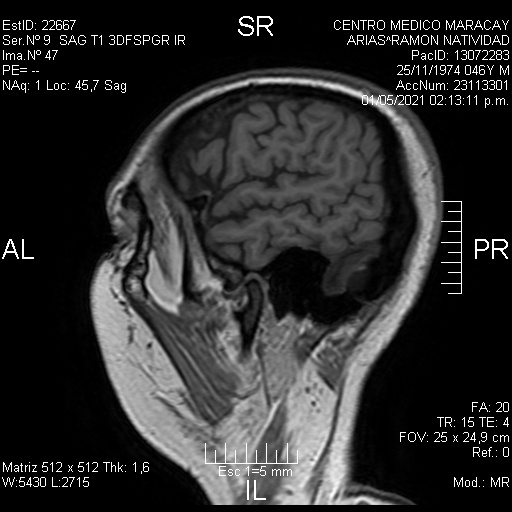 EstID: 22667
Ser.Nº 9 SAG T1 3DFSPGR IR
Ima.Nº 47
PE= --
NAq: 1 Loc: 45,7 Sag
SR
CENTRO MEDICO MARACAY
ARIAS^RAMON NATIVIDAD
PacID: 13072283
25/11/1974 046Y M
AccNum: 23113301
01/05/2021 02:13:11 p.m.
AL
PR
FA: 20
TR: 15 TE: 4
FOV: 25 x 24,9 cm
Ref.: 0
Matriz 512 x 512 Thk: 1,6
W:5430 L:2715
Esc 1=5 mm
IL
Mod.: MR